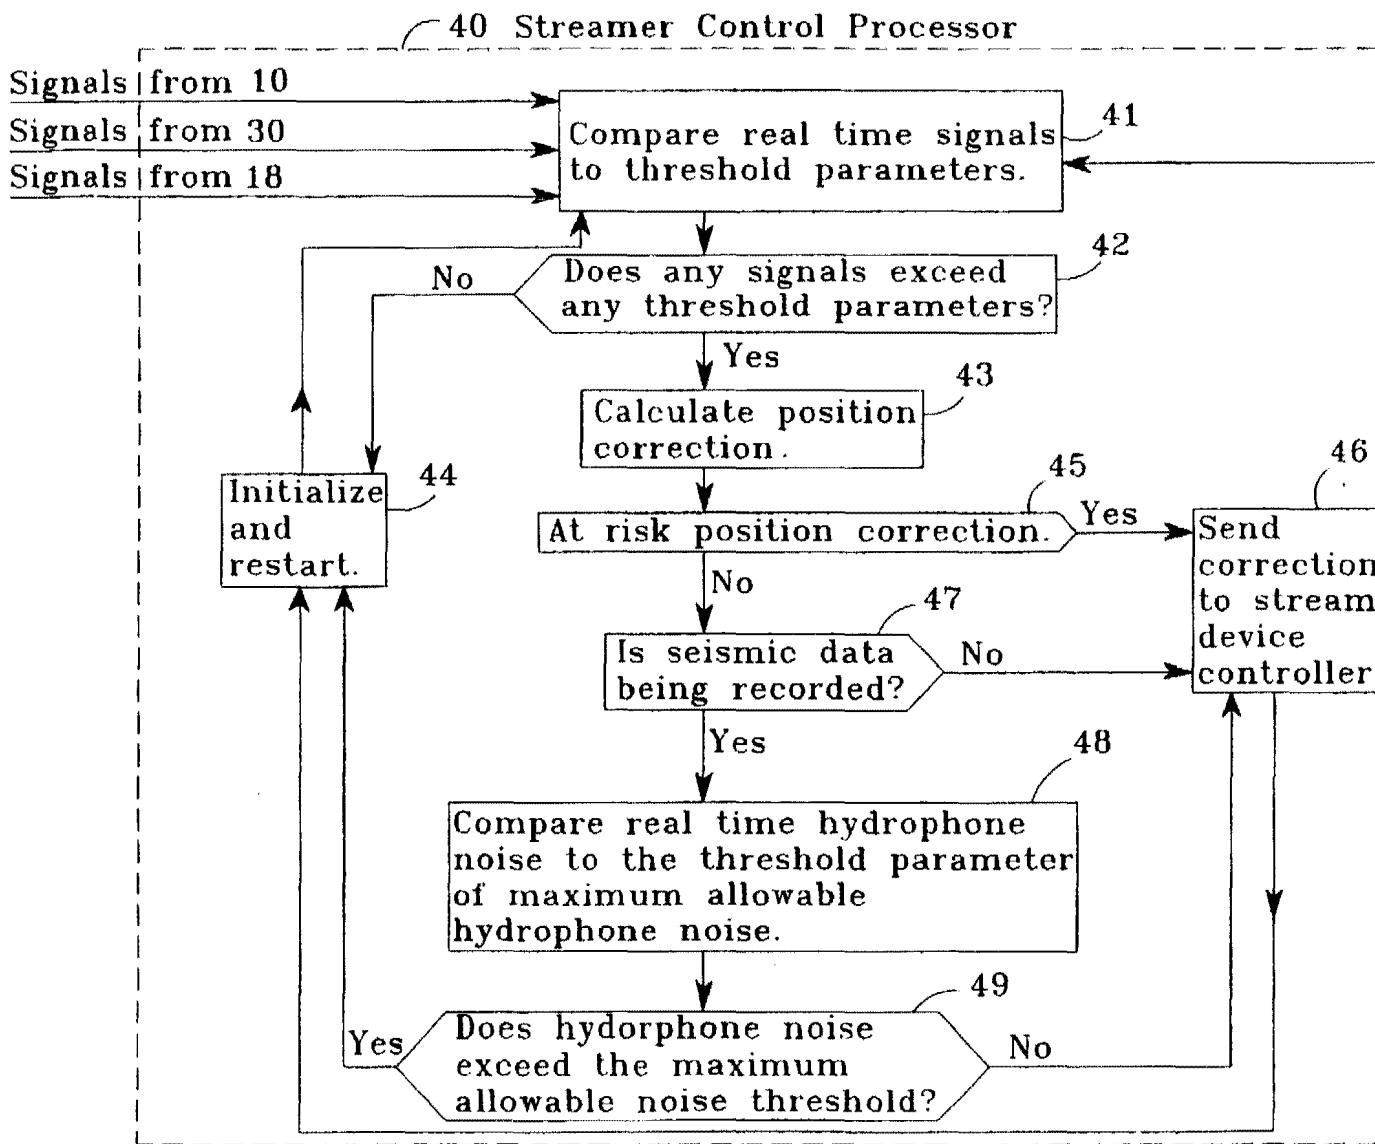 40 Streamer Control Processor
Signals from 10
Signals from 30
Signals from 18
Compare real time signals
to threshold parameters.
41
Does any signals exceed
any threshold parameters?
42
No
Yes
Calculate position
correction.
43
Initialize
and
restart.
44
At risk position correction.
45
Yes
Send
correction
to stream
device
controller
46
No
Is seismic data
being recorded?
47
No
Yes
Compare real time hydrophone
noise to the threshold parameter
of maximum allowable
hydrophone noise.
48
Does hydorphone noise
exceed the maximum
allowable noise threshold?
49
Yes
No